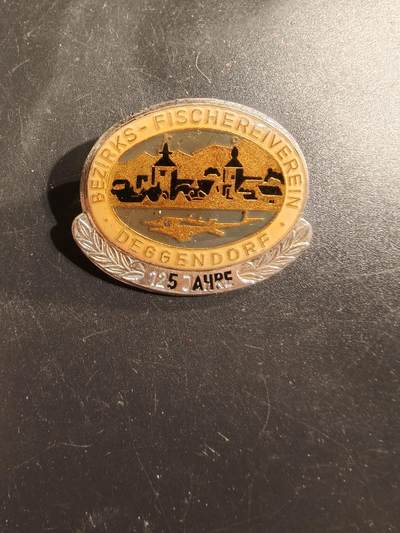 BEZIRKS-FISCHEREIVEREIN
· DEGGENDORF ·
125 JAHRE